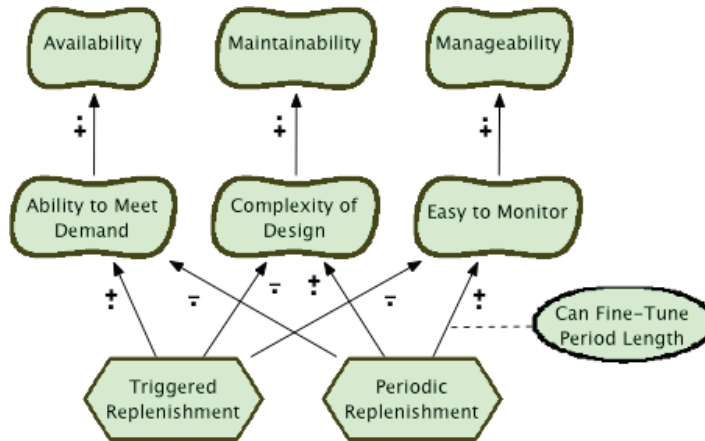 Availability
Maintainability
Manageability
Ability to Meet
Demand
Complexity of
Design
Easy to Monitor
Can Fine-Tune
Period Length
Triggered
Replenishment
Periodic
Replenishment